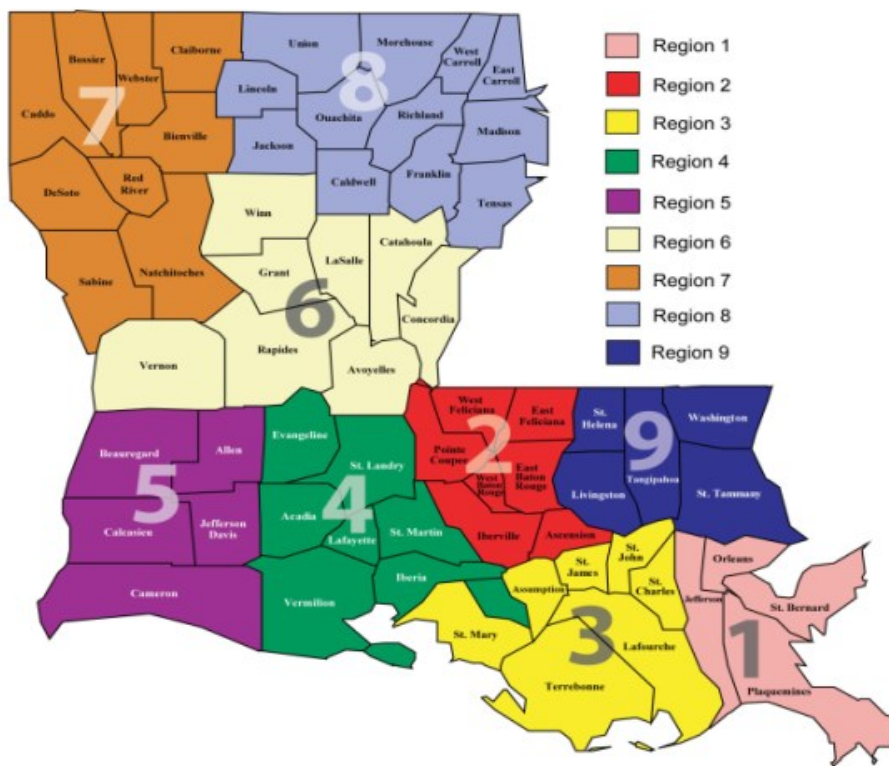 Region 1
Region 2
Region 3
Region 4
Region 5
Region 6
Region 7
Region 8
Region 9
Bossier
Webster
Claiborne
7
Caddo
Bienville
DeSoto
Red
River
Sabine
Natchitoches
Union
Morehouse
West
Carroll
East
Carroll
8
Lincoln
Ouachita
Richland
Madison
Jackson
Caldwell
Franklin
Tensas
Winn
LaSalle
Catahoula
Grant
6
Concordia
Vernon
Rapides
Avoyelles
Beauregard
Allen
5
Calcasieu
Jefferson
Davis
Cameron
Evangeline
St. Landry
4
Acadia
Lafayette
St. Martin
Iberia
Vermilion
West
Feliciana
East
Feliciana
2
Pointe
Coupee
West Baton
Rouge
East
Baton
Rouge
Iberville
Ascension
St.
Helena
Washington
9
Tangipahoa
Livingston
St. Tammany
Assumption
St.
James
St.
John
St.
Charles
St. Mary
3
Lafourche
Terrebonne
Orleans
Jefferson
St. Bernard
1
Plaquemines